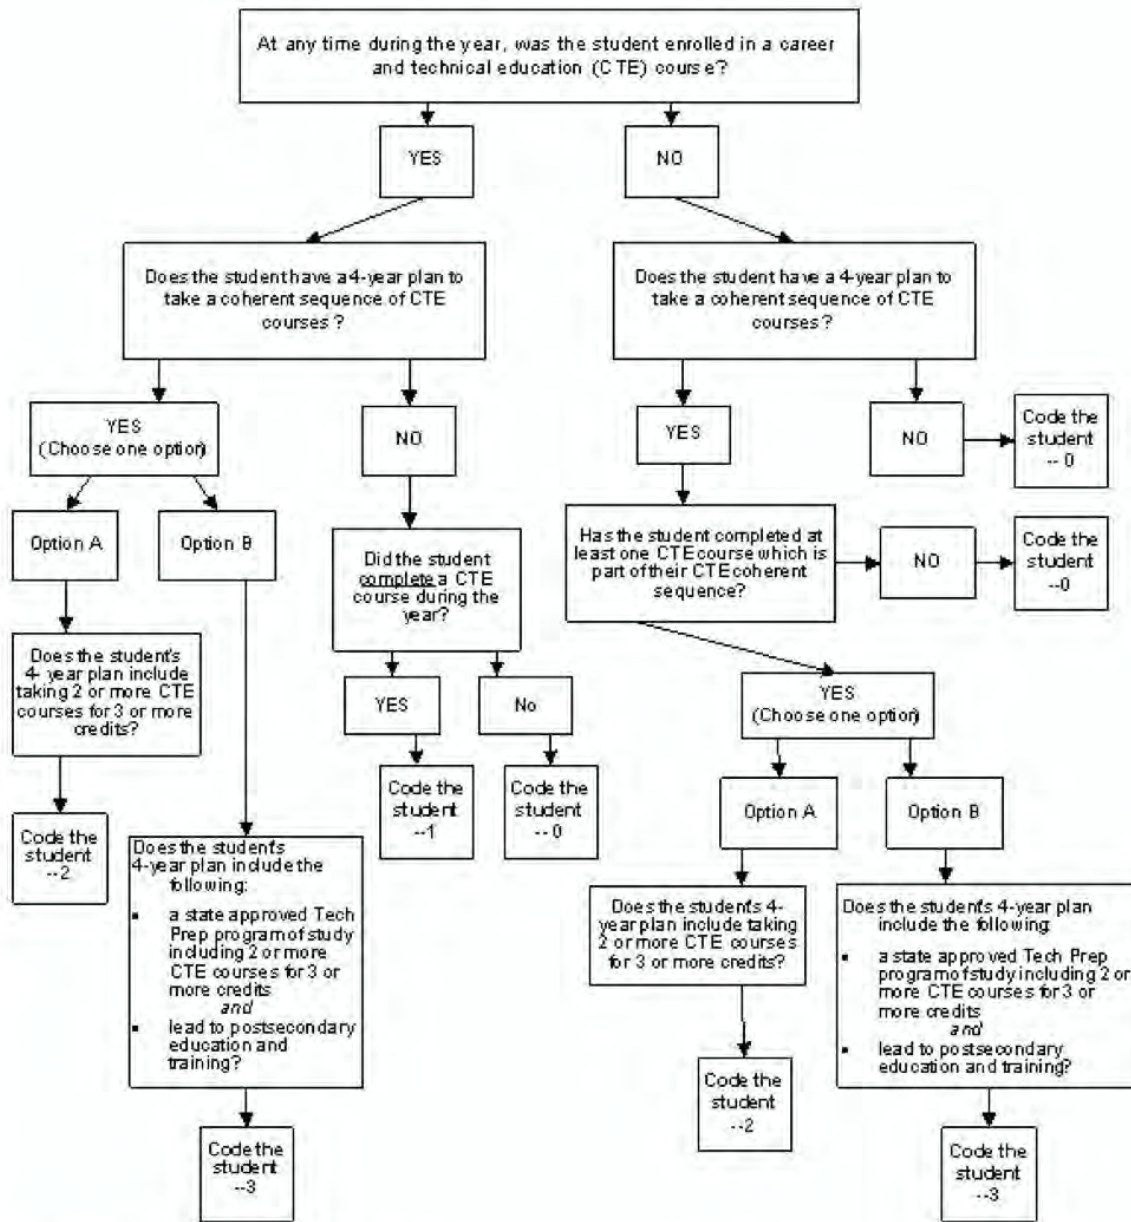 At any time during the year, was the student enrolled in a career
and technical education (CTE) course?
YES
NO
Does the student have a 4-year plan to
take a coherent sequence of CTE
courses ?
Does the student have a 4-year plan to
take a coherent sequence of CTE
courses ?
YES
(Choose one option)
NO
YES
NO
Code the
student
-- 0
Option A
Option B
Did the student
complete a CTE
course during the
year?
Has the student completed at
least one CTE course which is
part of their CTE coherent
sequence?
NO
Code the
student
--0
Does the student's
4- year plan include
taking 2 or more CTE
courses for 3 or more
credits?
YES
No
YES
(Choose one option)
Code the
student
--2
Code the
student
--1
Code the
student
-- 0
Option A
Option B
Does the student's
4-year plan include the
following:
▪ a state approved Tech
Prep program of study
including 2 or more
CTE courses for 3 or
more credits
and
▪ lead to postsecondary
education and
training?
Does the student's 4-
year plan include taking
2 or more CTE courses
for 3 or more credits?
Does the student's 4-year plan
include the following:
▪ a state approved Tech Prep
program of study including 2 or
more CTE courses for 3 or
more credits
and
▪ lead to postsecondary
education and training?
Code the
student
--3
Code the
student
--2
Code the
student
--3